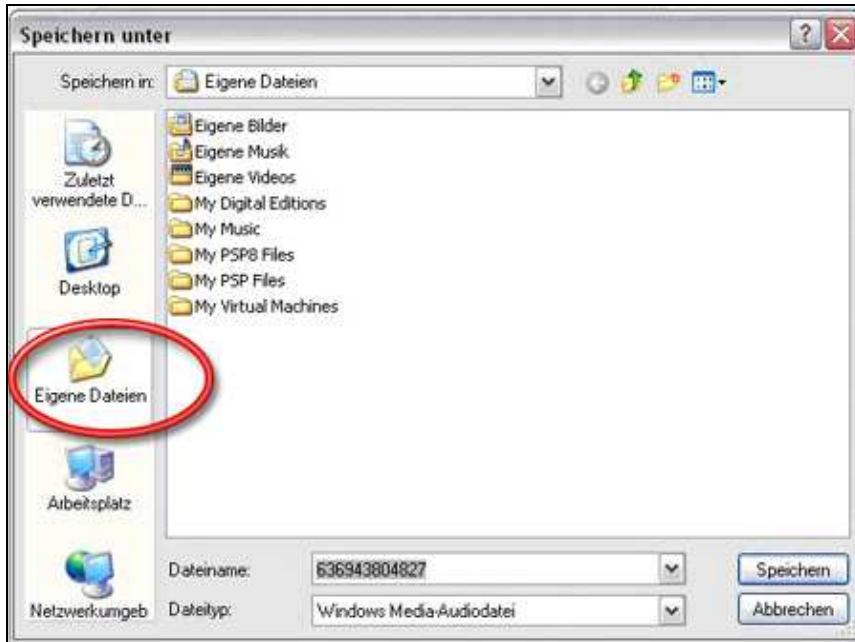 Speichern unter
Speichern in:
Eigene Dateien
Zuletzt
verwendete D...
Desktop
Eigene Dateien
Arbeitsplatz
Netzwerkumgeb
Eigene Bilder
Eigene Musik
Eigene Videos
My Digital Editions
My Music
My PSP8 Files
My PSP Files
My Virtual Machines
Dateiname:
636943804827
Speichern
Dateityp:
Windows Media-Audiodatei
Abbrechen